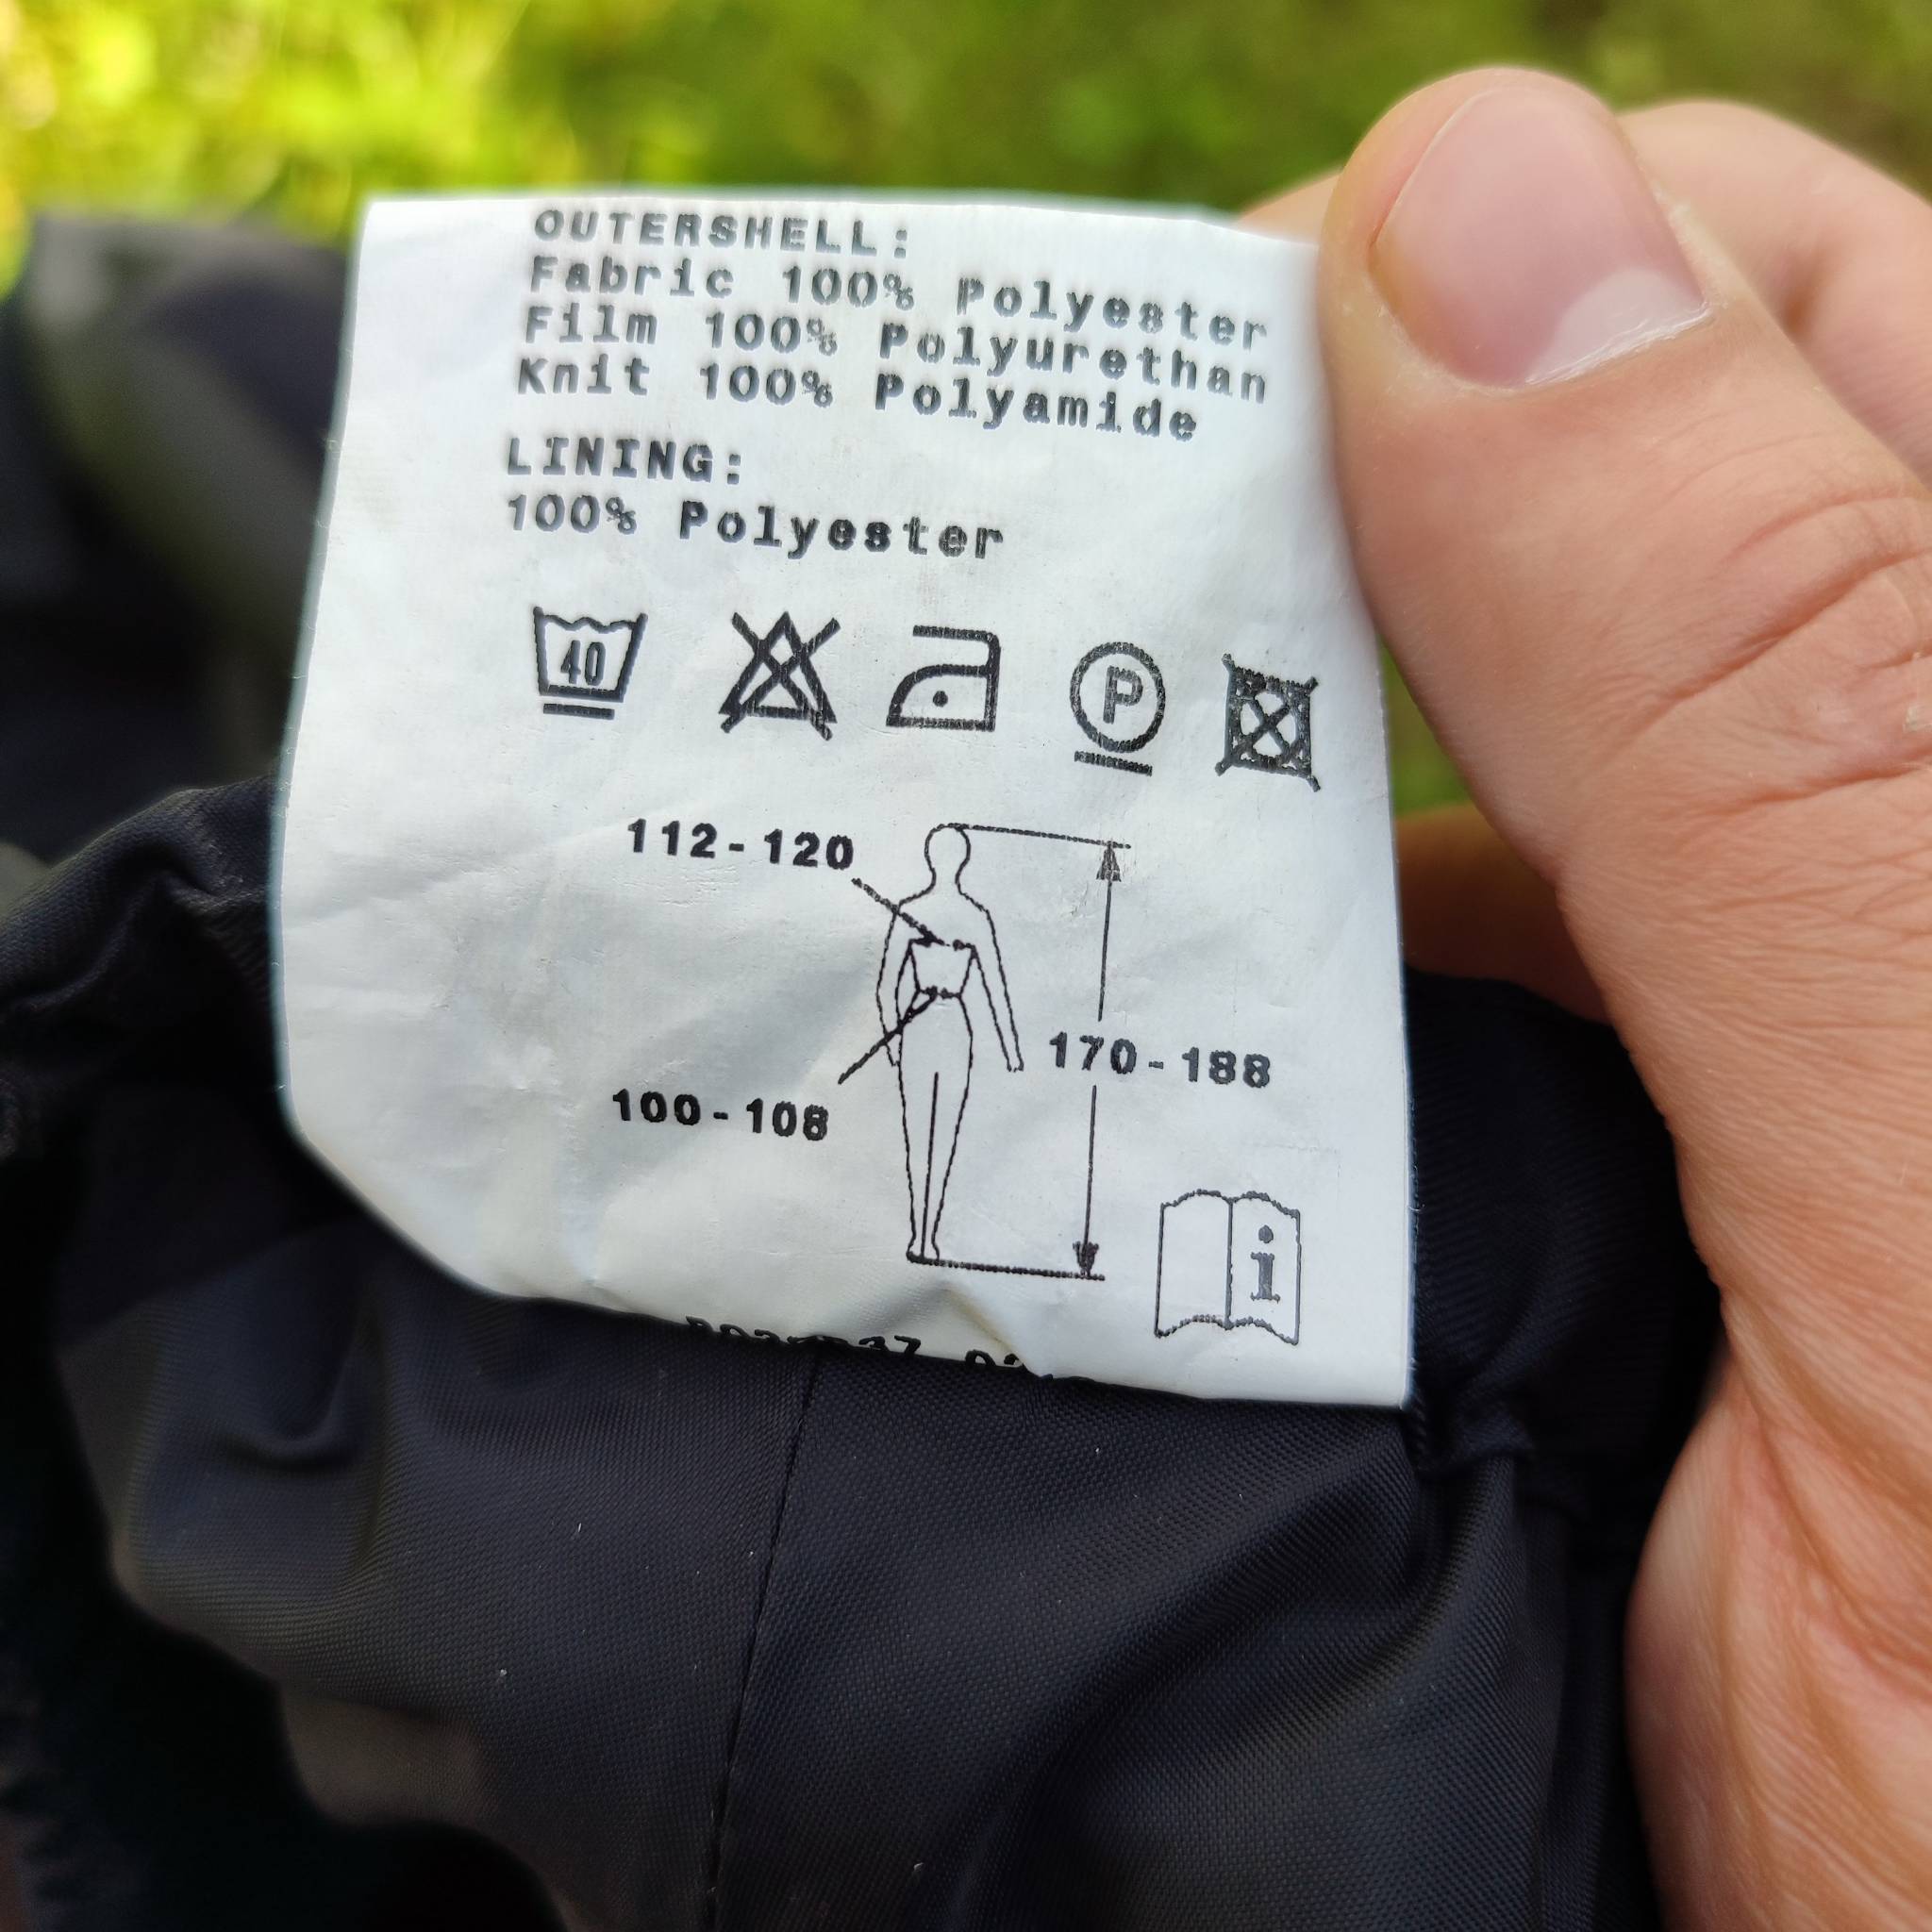 OUTERSHELL:
Fabric 100% Polyester
Film 100% Polyurethan
Knit 100% Polyamide
LINING:
100% Polyester
40
P
112-120
170-188
100-108
i